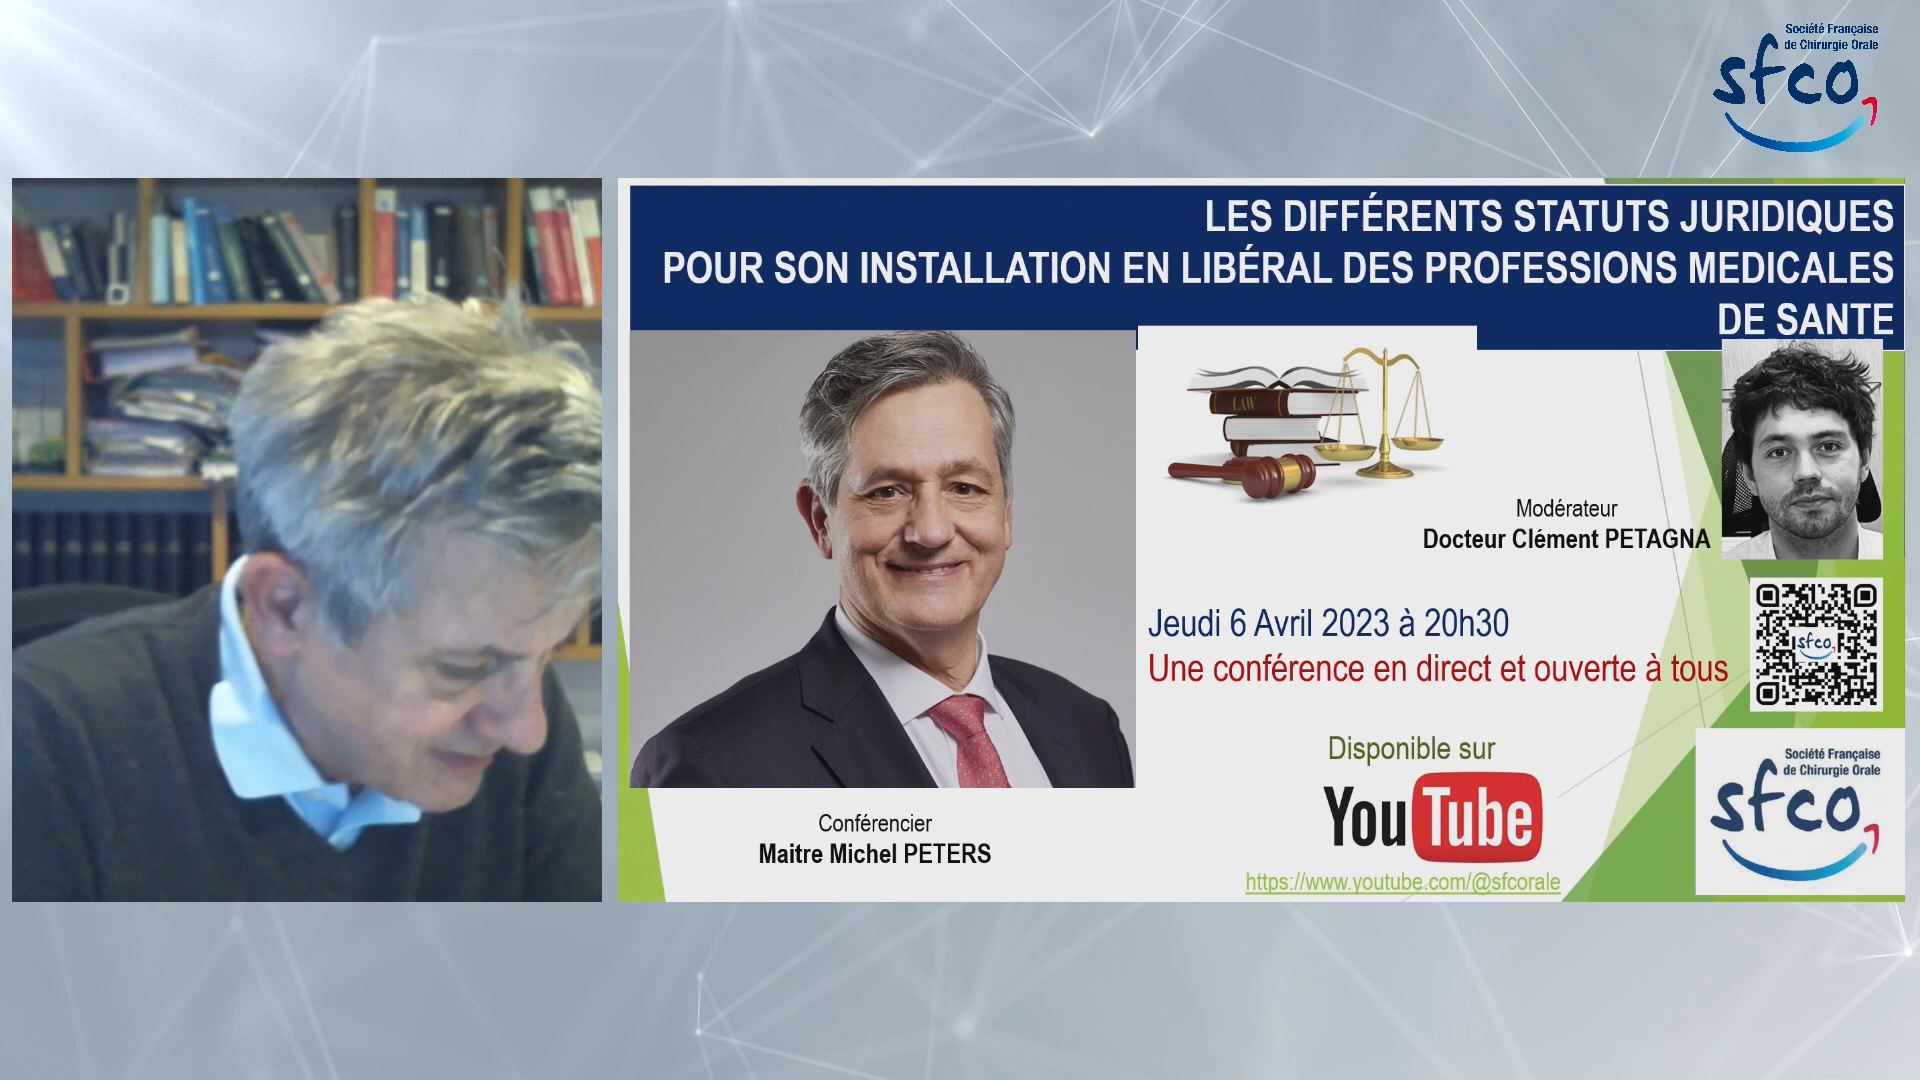 Société Française
de Chirurgie Orale
sfco
LES DIFFÉRENTS STATUTS JURIDIQUES
POUR SON INSTALLATION EN LIBÉRAL DES PROFESSIONS MEDICALES
DE SANTE
LAW
Modérateur
Docteur Clément PETAGNA
Jeudi 6 Avril 2023 à 20h30
Une conférence en direct et ouverte à tous
sfco
Disponible sur
YouTube
https://www.youtube.com/@sfcorale
Conférencier
Maitre Michel PETERS
Société Française
de Chirurgie Orale
sfco